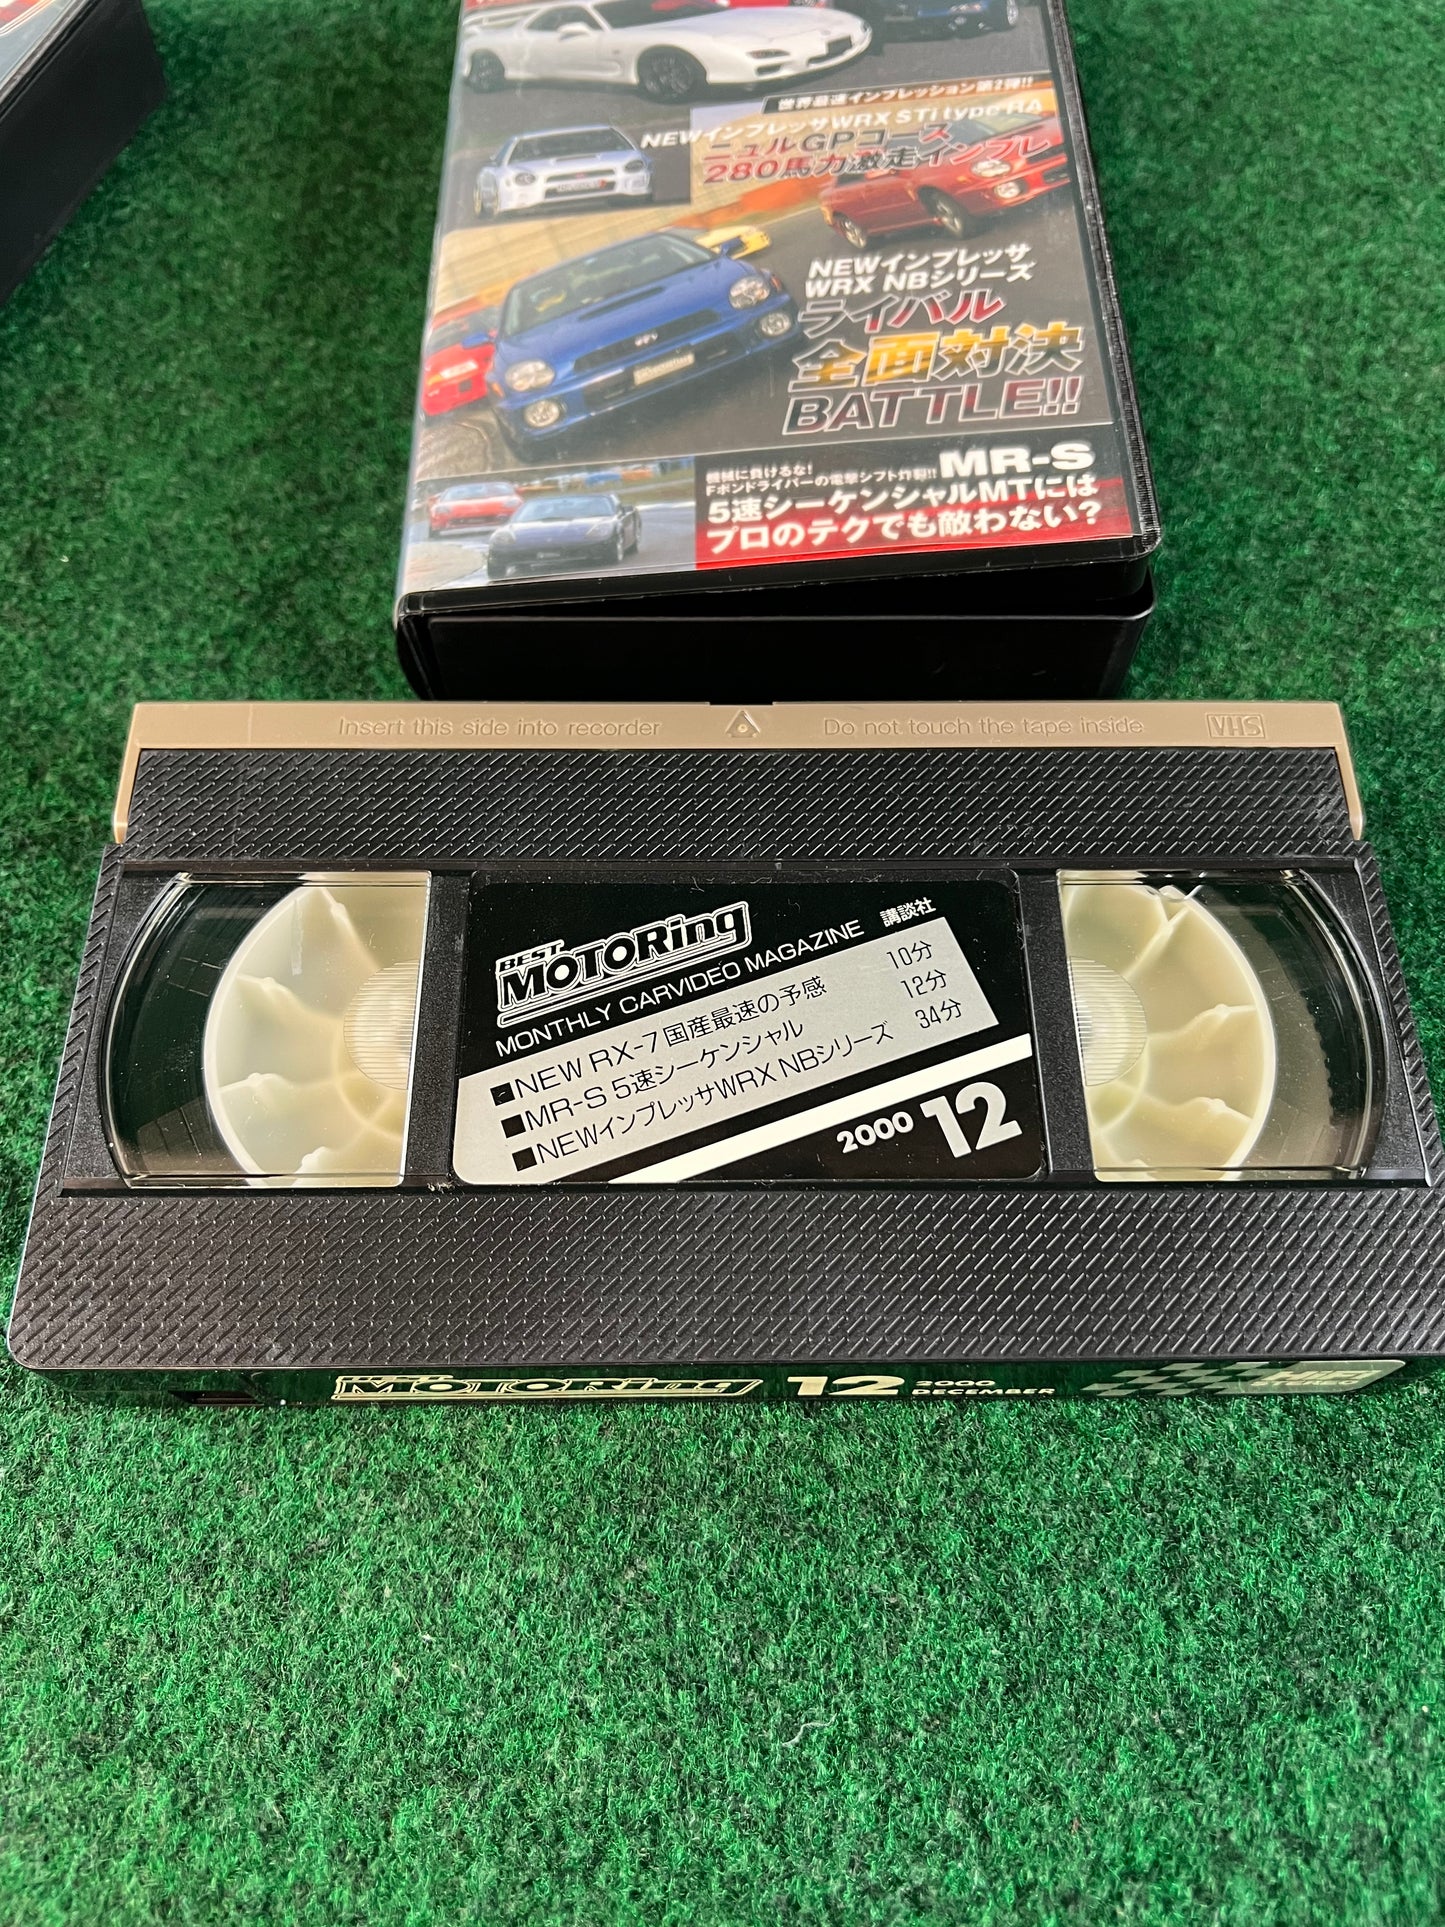 世界最速インプレッション第2弾!!
NEWインプレッサWRX STi type RA
ニュルGPコース
280馬力激走インプレ
NEWインプレッサ
WRX NBシリーズ
ライバル
全面対決
BATTLE!!
機械に負けるな!
Fポンドライバーの電撃シフト炸裂!! MR-S
5速シーケンシャルMTには
プロのテクでも敵わない?
Insert this side into recorder
Do not touch the tape inside
VHS
BEST
MOTORing
MONTHLY CARVIDEO MAGAZINE 講談社
■NEW RX-7国産最速の予感 10分
■MR-S 5速シーケンシャル 12分
■NEWインプレッサWRX NBシリーズ 34分
2000 12
BEST
MOTORing 12 2000
DECEMBER